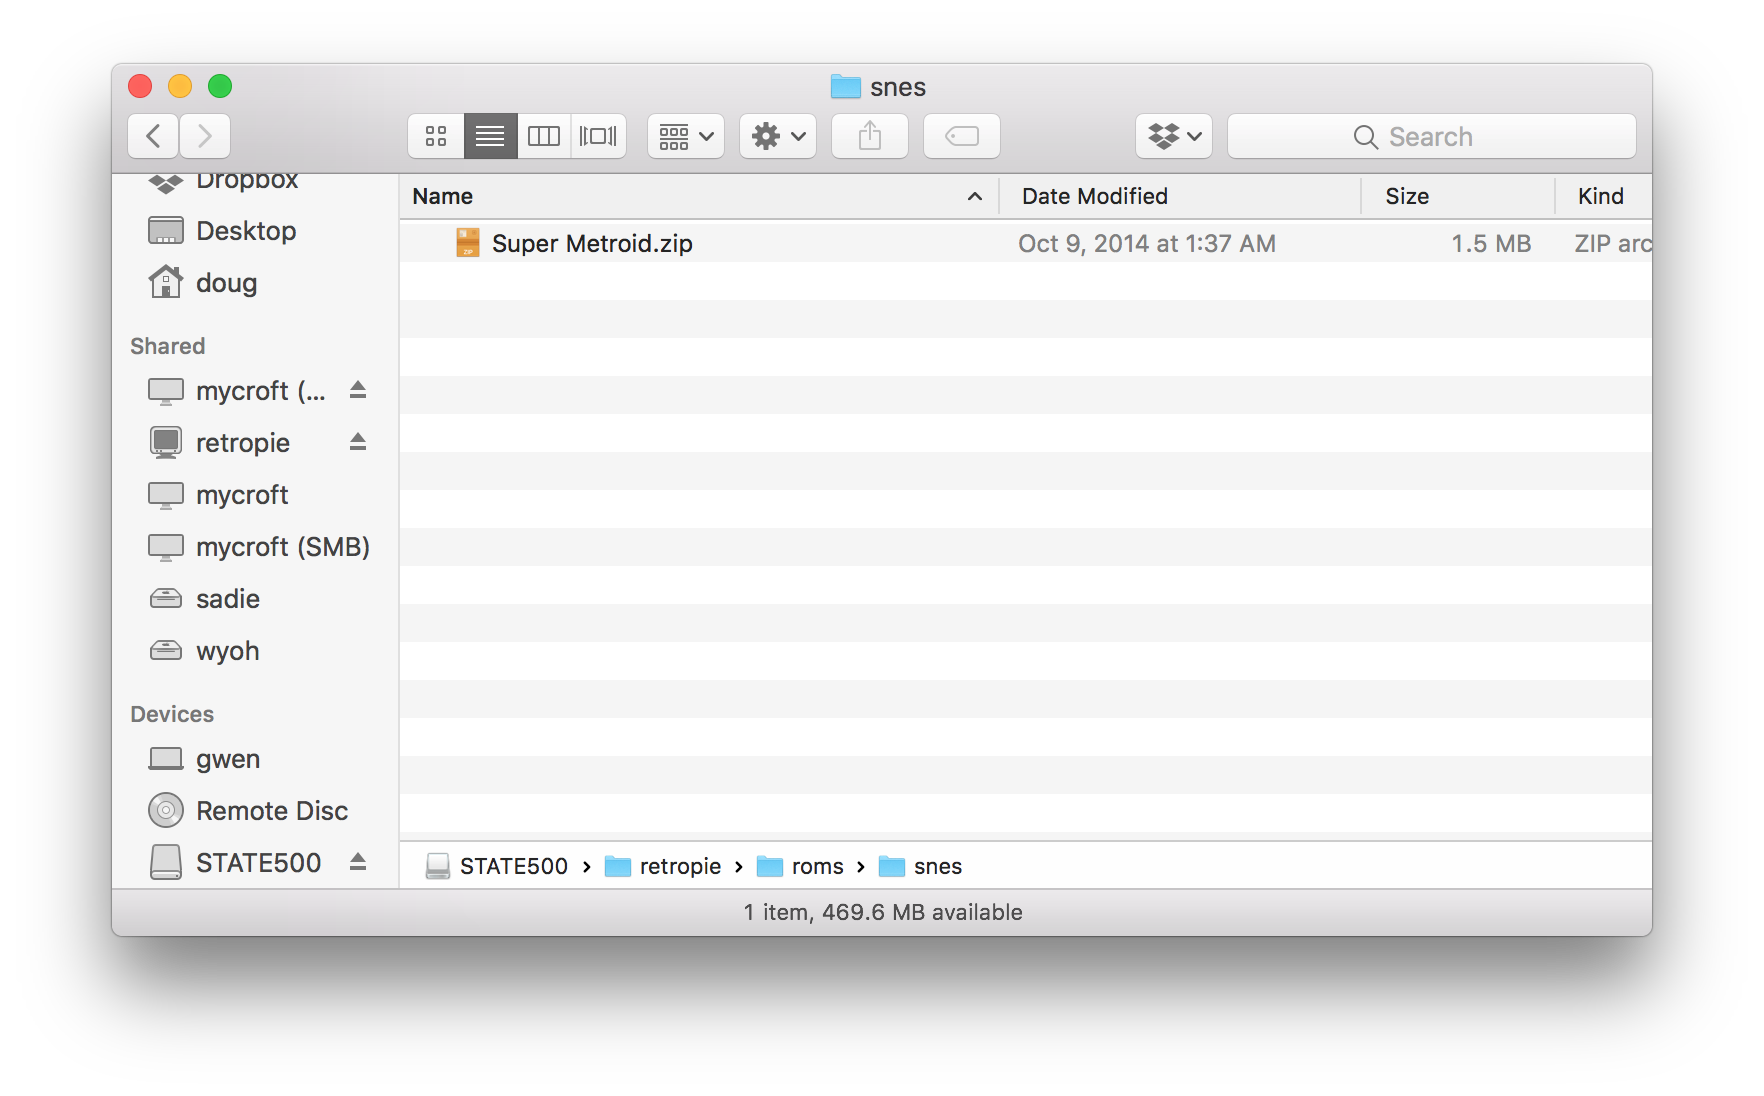 snes
Search
Dropbox
Desktop
doug
Shared
mycroft (...
retropie
mycroft
mycroft (SMB)
sadie
wyoh
Devices
gwen
Remote Disc
STATE500
Name Date Modified Size Kind
ZIP Super Metroid.zip Oct 9, 2014 at 1:37 AM 1.5 MB ZIP arc
STATE500 › retropie › roms › snes
1 item, 469.6 MB available